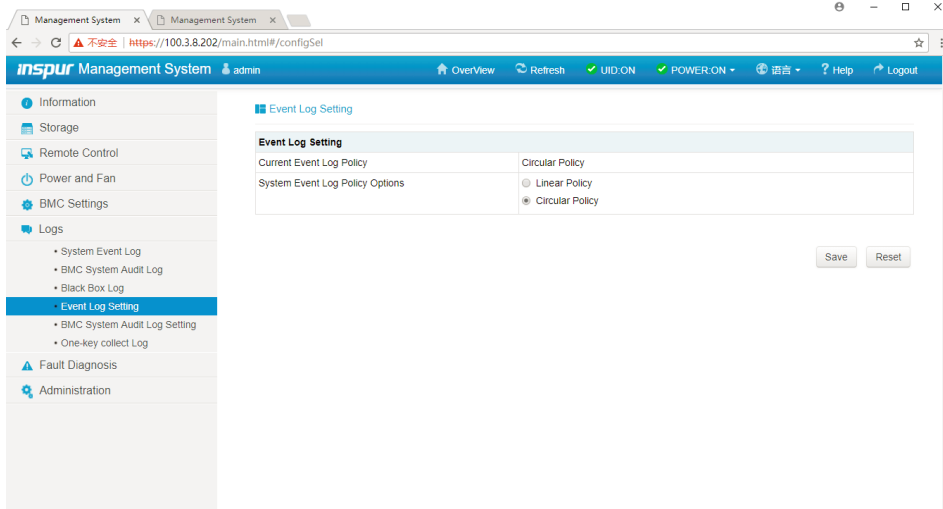 Management System × Management System ×
不安全 | https://100.3.8.202/main.html#/configSel
inspur Management System admin OverView Refresh UID:ON POWER:ON 语言 ? Help Logout
Information
Storage
Remote Control
Power and Fan
BMC Settings
Logs
• System Event Log
• BMC System Audit Log
• Black Box Log
• Event Log Setting
• BMC System Audit Log Setting
• One-key collect Log
Fault Diagnosis
Administration
Event Log Setting
Event Log Setting
Current Event Log Policy Circular Policy
System Event Log Policy Options Linear Policy
Circular Policy
Save Reset